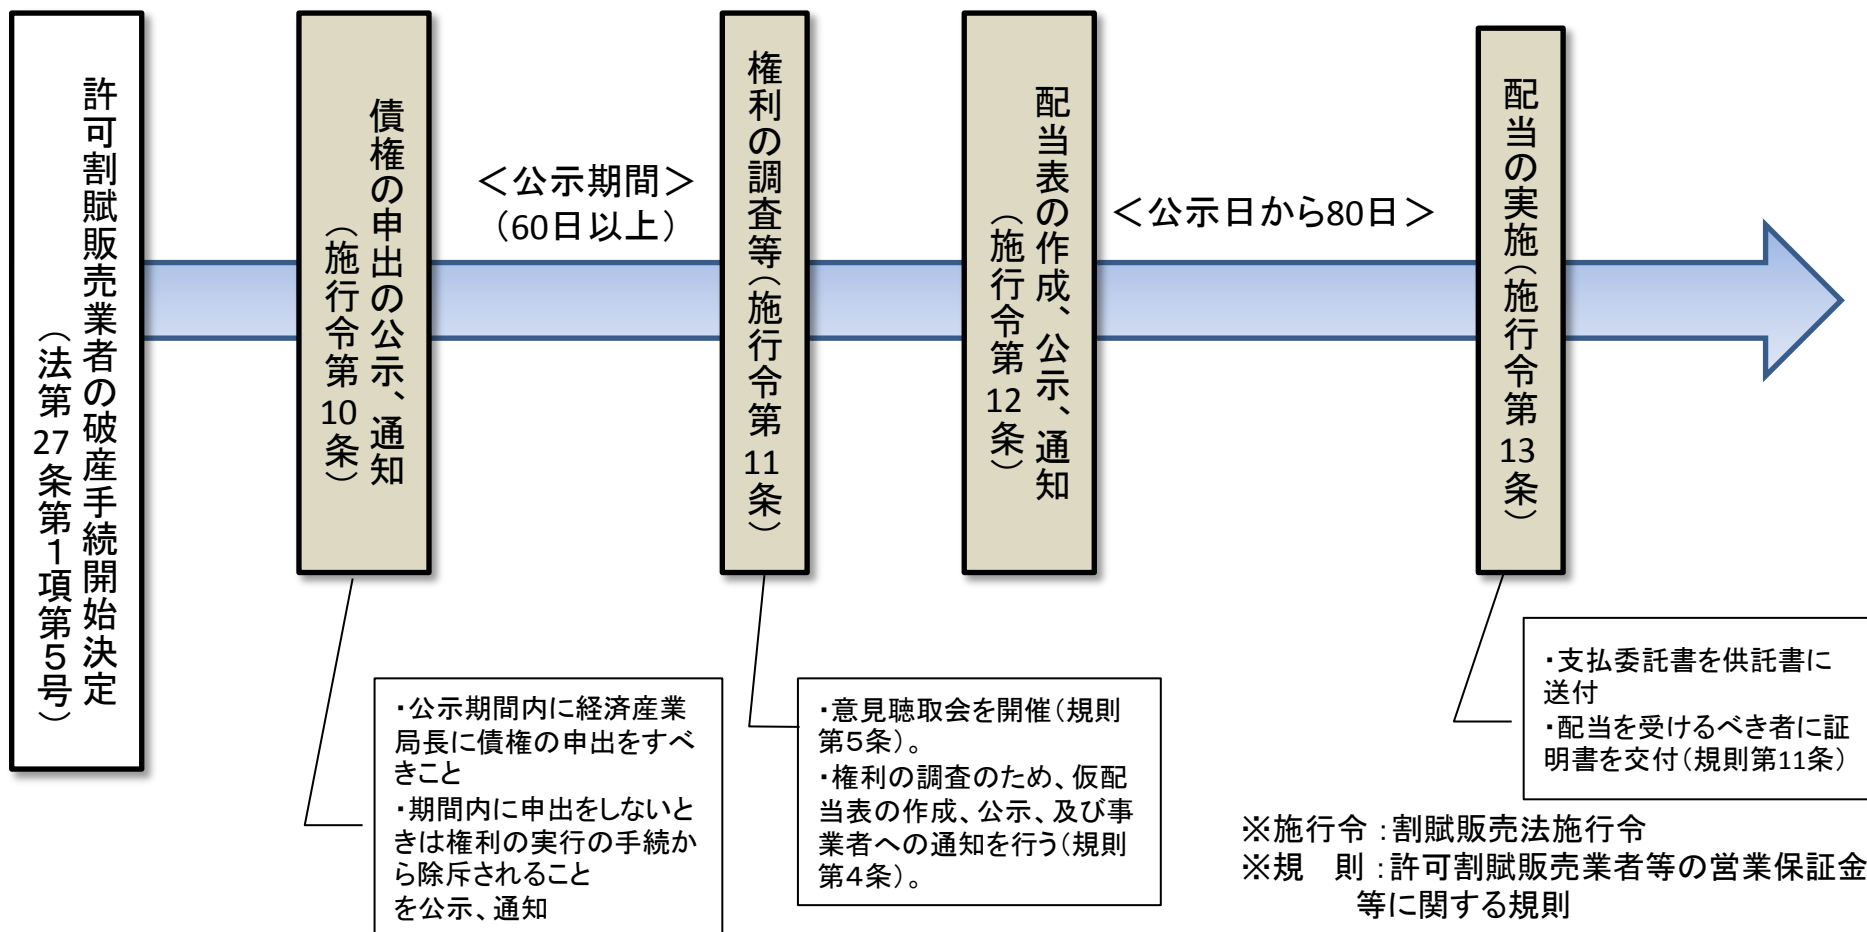 許可割賦販売業者の破産手続開始決定
（法第27条第１項第５号）
債権の申出の公示、通知
（施行令第10条）
＜公示期間＞
（60日以上）
権利の調査等（施行令第11条）
配当表の作成、公示、通知
（施行令第12条）
＜公示日から80日＞
配当の実施（施行令第13条）
・公示期間内に経済産業
局長に債権の申出をすべ
きこと
・期間内に申出をしないと
きは権利の実行の手続か
ら除斥されること
を公示、通知
・意見聴取会を開催（規則
第５条）。
・権利の調査のため、仮配
当表の作成、公示、及び事
業者への通知を行う（規則
第４条）。
・支払委託書を供託書に
送付
・配当を受けるべき者に証
明書を交付（規則第11条）
※施行令：割賦販売法施行令
※規　則：許可割賦販売業者等の営業保証金
等に関する規則